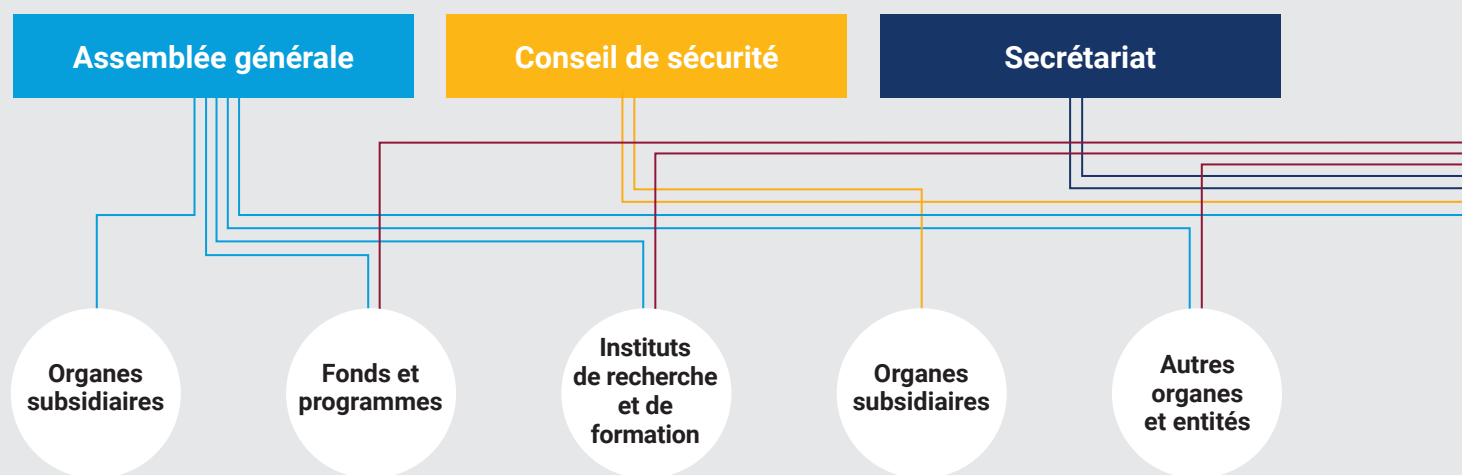 Assemblée générale
Conseil de sécurité
Secrétariat
Organes
subsidiaires
Fonds et
programmes
Instituts
de recherche
et de
formation
Organes
subsidiaires
Autres
organes
et entités